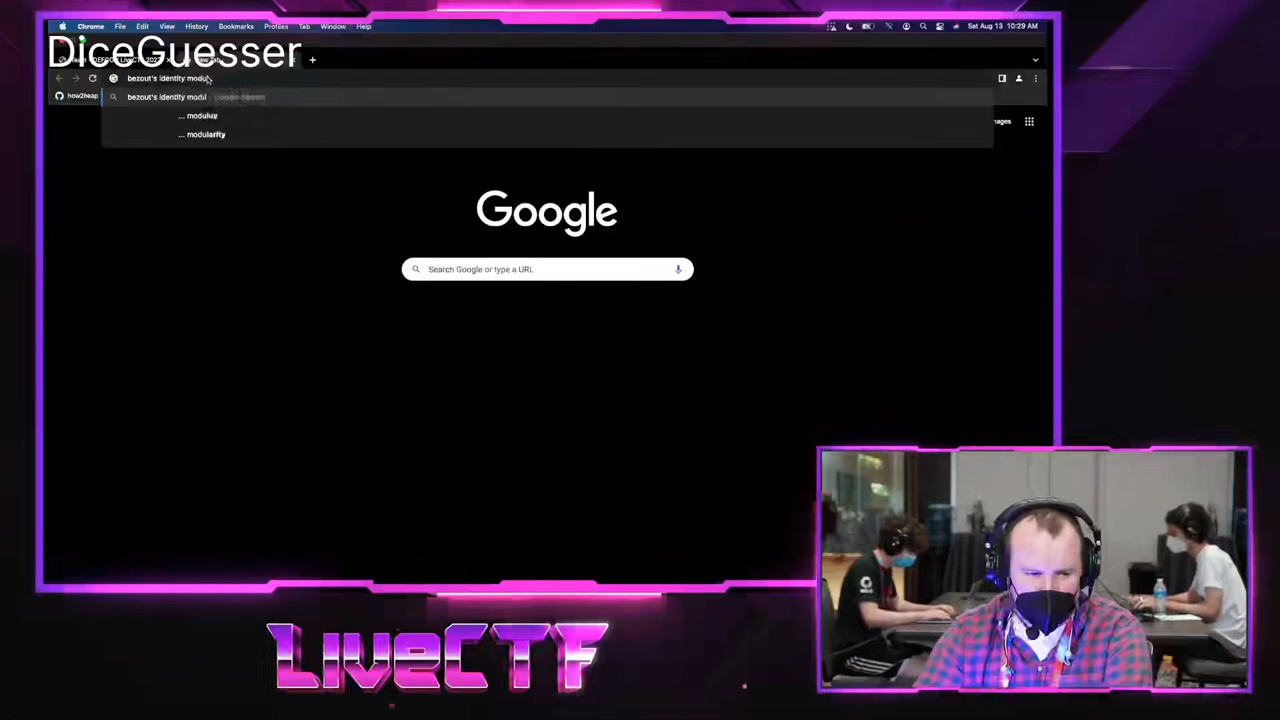 Chrome File Edit View History Bookmarks Profiles Tab Window Help
Sat Aug 13 10:29 AM
DiceGuesser
bezout's identity modul
how2heap
bezout's identity modul
... modulus
... modularity
Google
Search Google or type a URL
LiveCTF